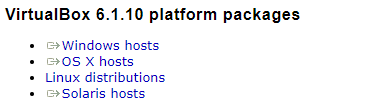 VirtualBox 6.1.10 platform packages
Windows hosts
OS X hosts
Linux distributions
Solaris hosts